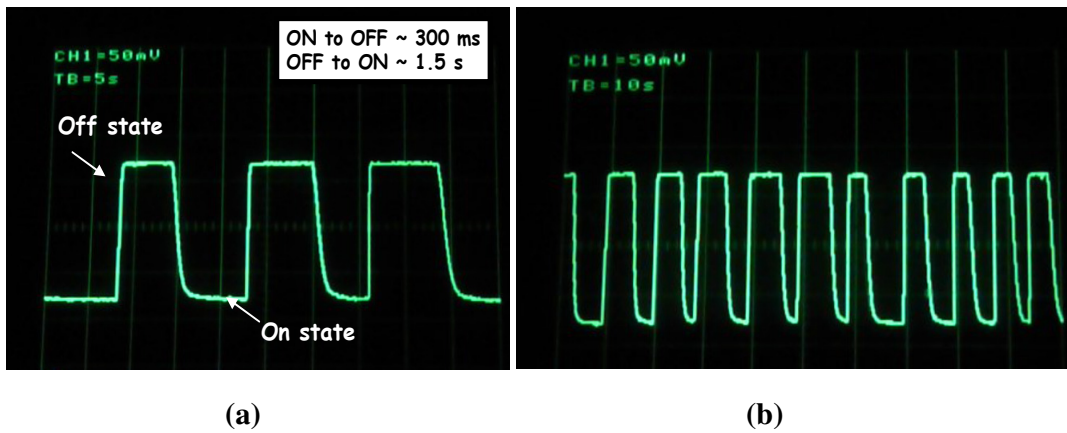 CH1=50mV
TB=5s
ON to OFF ~ 300 ms
OFF to ON ~ 1.5 s
Off state
On state
CH1=50mV
TB=10s
(a)
(b)